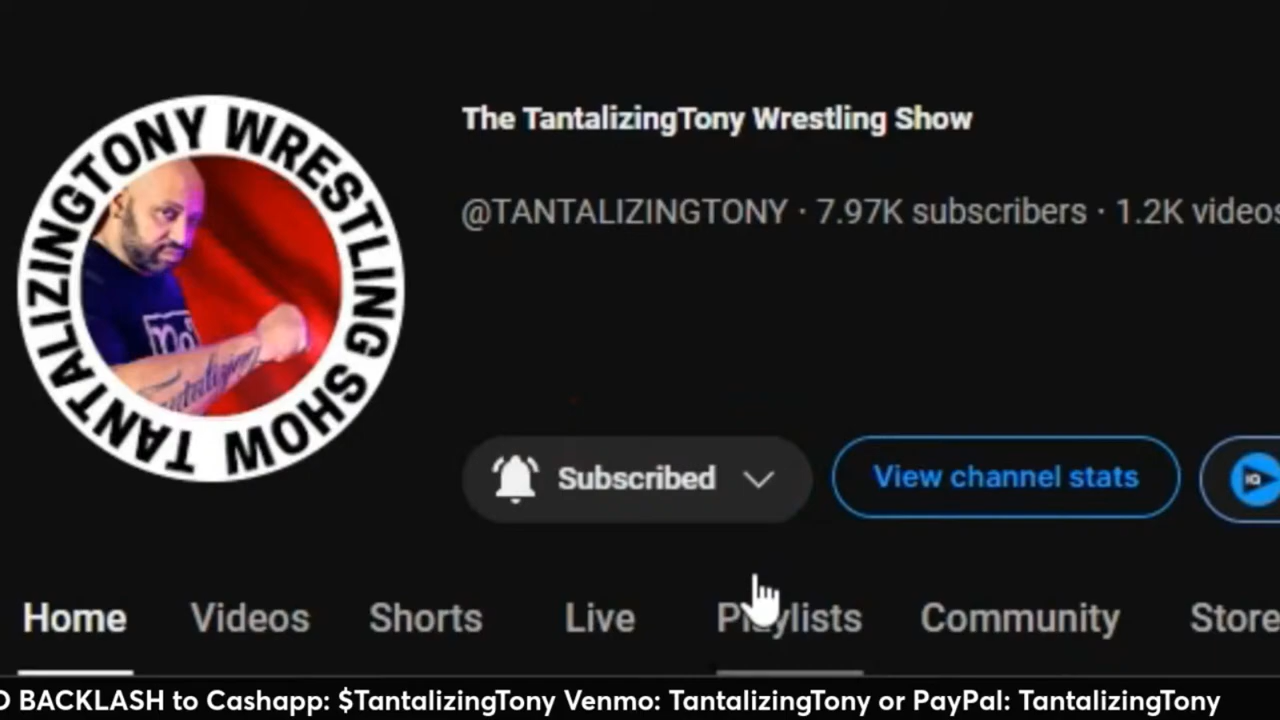 TANTALIZINGTONY WRESTLING SHOW
The TantalizingTony Wrestling Show
@TANTALIZINGTONY · 7.97K subscribers · 1.2K videos
Subscribed
View channel stats
IQ
Home Videos Shorts Live Playlists Community Store
BACKLASH to Cashapp: $TantalizingTony Venmo: TantalizingTony or PayPal: TantalizingTony